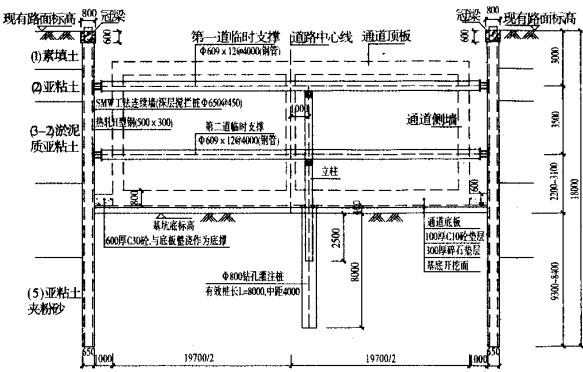 800
冠梁
现有路面标高
600
第一道临时支撑
Φ609×12@4000(钢管)
道路中心线
通道顶板
冠梁
800
现有路面标高
600
(1)素填土
(2)亚粘土
(3-2)淤泥
质亚粘土
(5)亚粘土
夹粉砂
SMW工法连续墙(深层搅拌桩Φ650@450)
热轧H型钢(500×300)
1000
通道侧墙
第二道临时支撑
Φ609×12@4000(钢管)
立柱
800
600
基坑底标高
600厚C30砼,与底板整浇作为底撑
2500
8000
通道底板
100厚C10砼垫层
300厚碎石垫层
基底开挖面
Φ800钻孔灌注桩
有效桩长L=8000,中距4000
3000
3900
2200~3100
9300~8400
18000
650
1000
19700/2
19700/2
1000
650